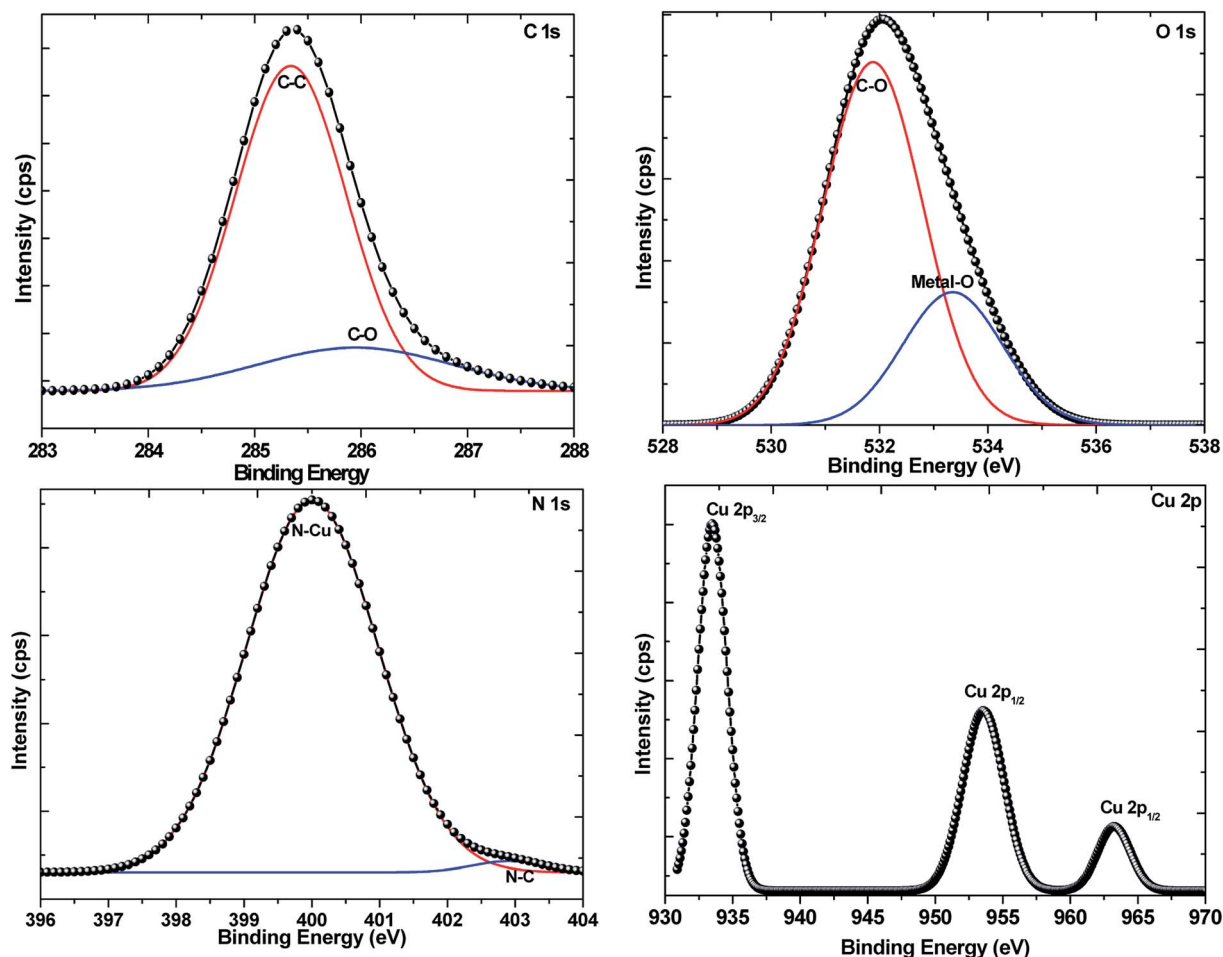 C 1s
C-C
C-O
Intensity (cps)
283 284 285 286 287 288
Binding Energy
O 1s
C-O
Metal-O
Intensity (cps)
528 530 532 534 536 538
Binding Energy (eV)
N 1s
N-Cu
N-C
Intensity (cps)
396 397 398 399 400 401 402 403 404
Binding Energy (eV)
Cu 2p
Cu 2p3/2
Cu 2p1/2
Cu 2p1/2
Intensity (cps)
930 935 940 945 950 955 960 965 970
Binding Energy (eV)